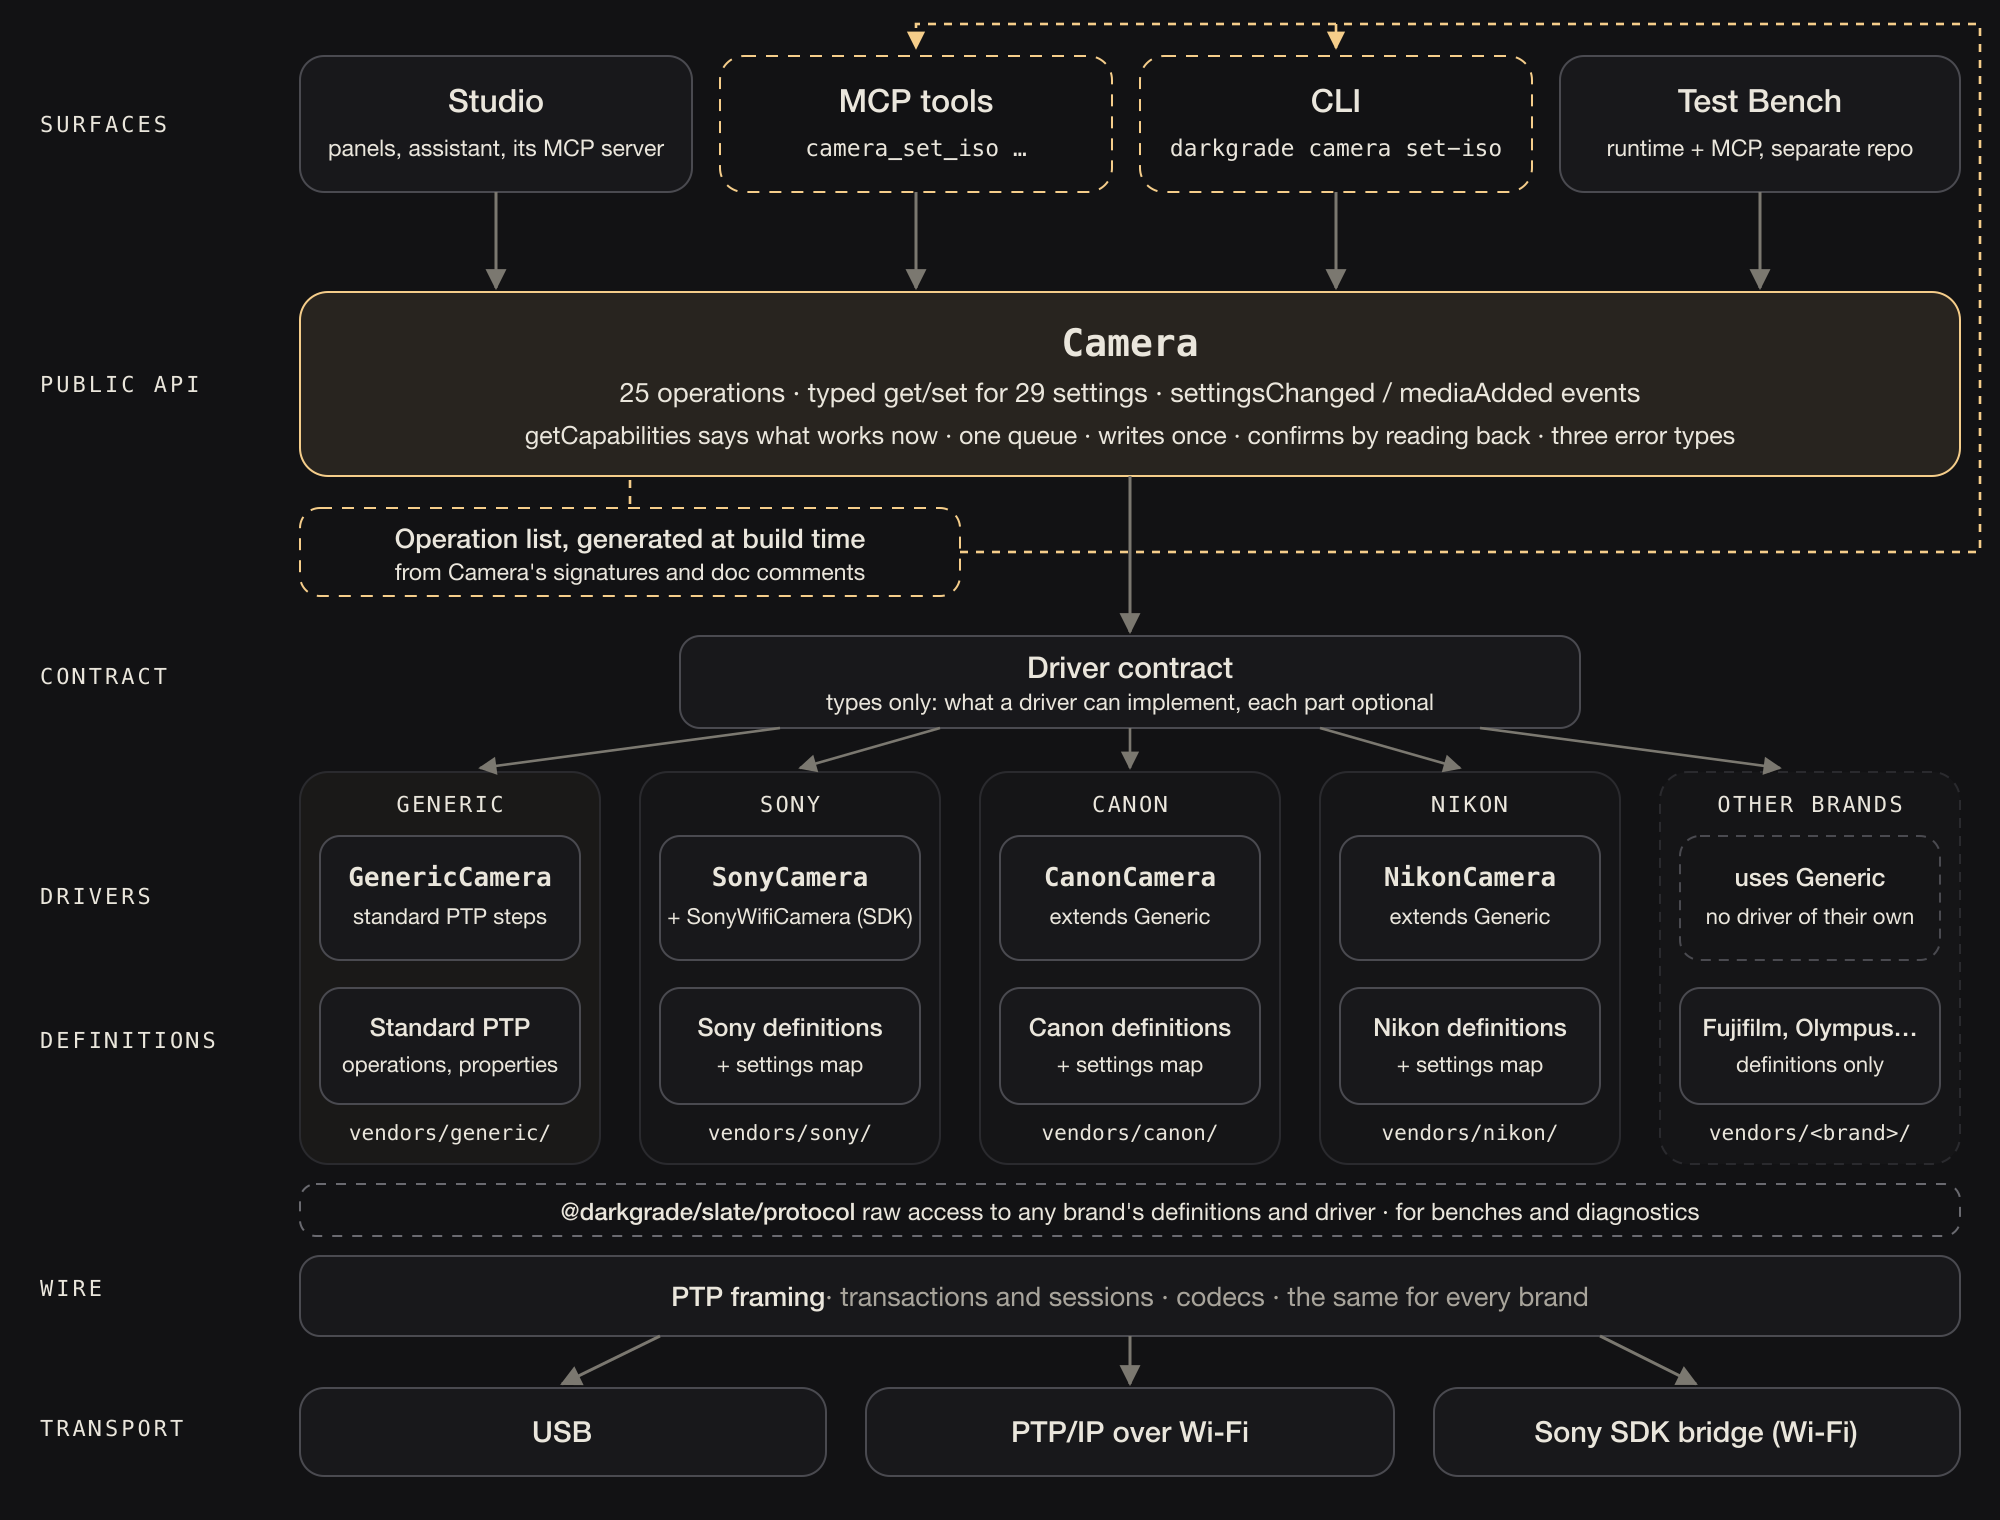 SURFACES
Studio
panels, assistant, its MCP server
MCP tools
camera_set_iso …
CLI
darkgrade camera set-iso
Test Bench
runtime + MCP, separate repo
PUBLIC API
Camera
25 operations · typed get/set for 29 settings · settingsChanged / mediaAdded events
getCapabilities says what works now · one queue · writes once · confirms by reading back · three error types
Operation list, generated at build time
from Camera's signatures and doc comments
CONTRACT
Driver contract
types only: what a driver can implement, each part optional
DRIVERS
DEFINITIONS
GENERIC
GenericCamera
standard PTP steps
Standard PTP
operations, properties
vendors/generic/
SONY
SonyCamera
+ SonyWifiCamera (SDK)
Sony definitions
+ settings map
vendors/sony/
CANON
CanonCamera
extends Generic
Canon definitions
+ settings map
vendors/canon/
NIKON
NikonCamera
extends Generic
Nikon definitions
+ settings map
vendors/nikon/
OTHER BRANDS
uses Generic
no driver of their own
Fujifilm, Olympus…
definitions only
vendors/<brand>/
@darkgrade/slate/protocol raw access to any brand's definitions and driver · for benches and diagnostics
WIRE
PTP framing· transactions and sessions · codecs · the same for every brand
TRANSPORT
USB
PTP/IP over Wi-Fi
Sony SDK bridge (Wi-Fi)